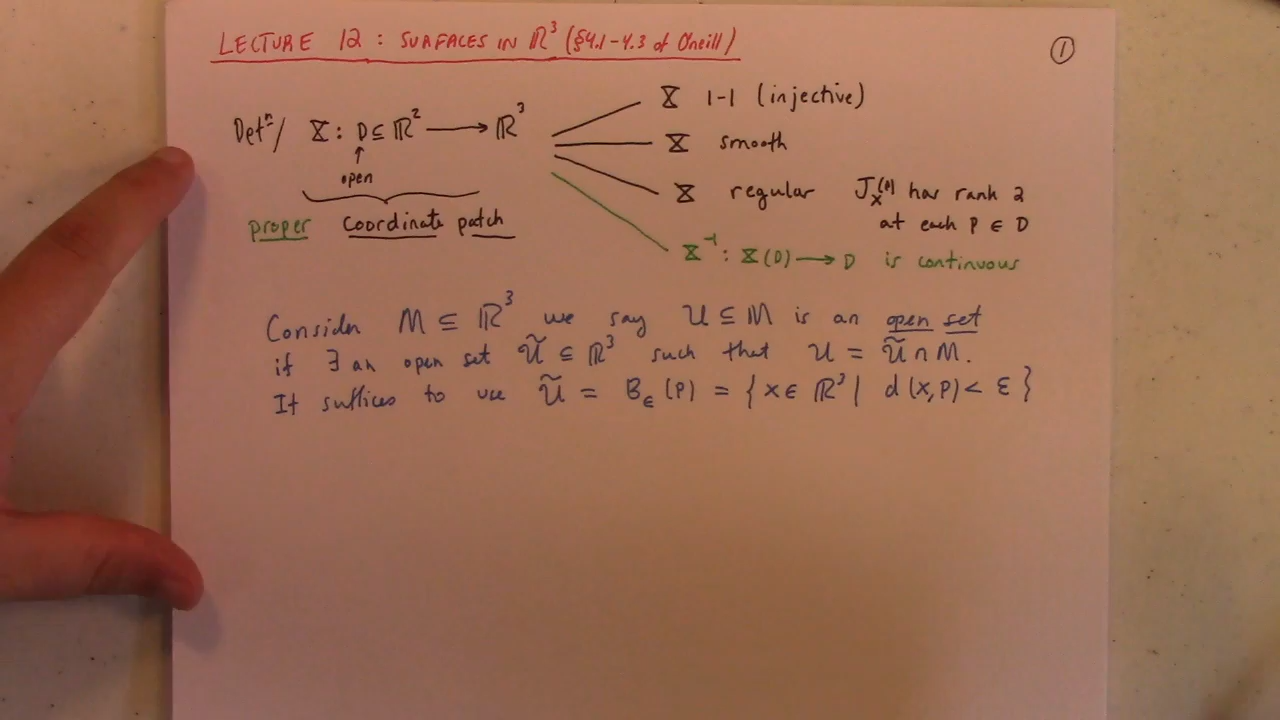 LECTURE 12 : SURFACES IN ℝ³ (§4.1-4.3 of Oneill)
①
Defⁿ/ 𝕏 : D ⊆ ℝ² ⟶ ℝ³
↑
open
proper coordinate patch
𝕏 1-1 (injective)
𝕏 smooth
𝕏 regular J_X(p) has rank 2
at each p ∈ D
𝕏⁻¹ : 𝕏(D) ⟶ D is continuous
Consider M ⊆ ℝ³ we say U ⊆ M is an open set
if ∃ an open set Ũ ⊆ ℝ³ such that U = Ũ ∩ M.
It suffices to use Ũ = B_ε(p) = { x ∈ ℝ³ | d(x,p) < ε }